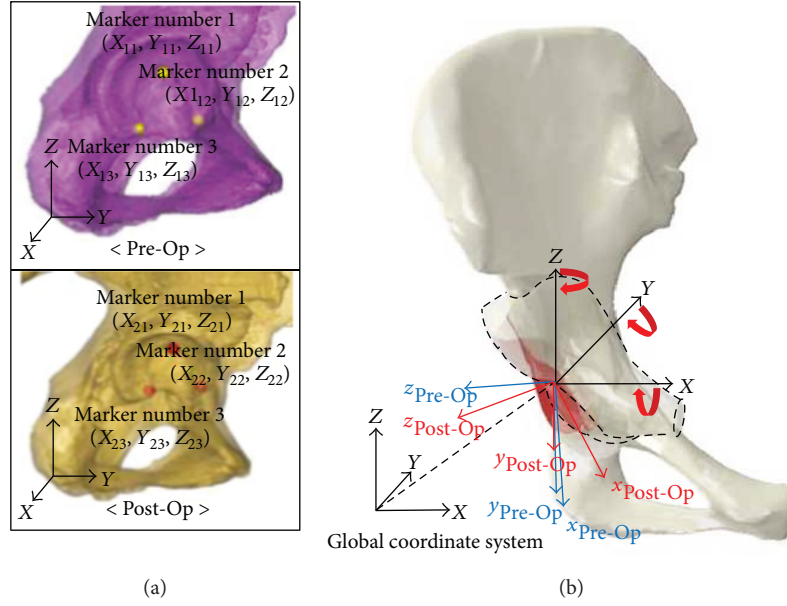 Marker number 1
(X11, Y11, Z11)
Marker number 2
(X112, Y12, Z12)
Marker number 3
(X13, Y13, Z13)
Z
Y
X
< Pre-Op >
Marker number 1
(X21, Y21, Z21)
Marker number 2
(X22, Y22, Z22)
Marker number 3
(X23, Y23, Z23)
Z
Y
X
< Post-Op >
(a)
Z
Y
X
zPre-Op
zPost-Op
yPost-Op
xPost-Op
yPre-Op
xPre-Op
Z
Y
X
Global coordinate system
(b)